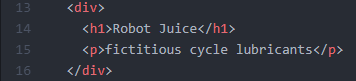 13 <div>
14 <h1>Robot Juice</h1>
15 <p>fictitious cycle lubricants</p>
16 </div>